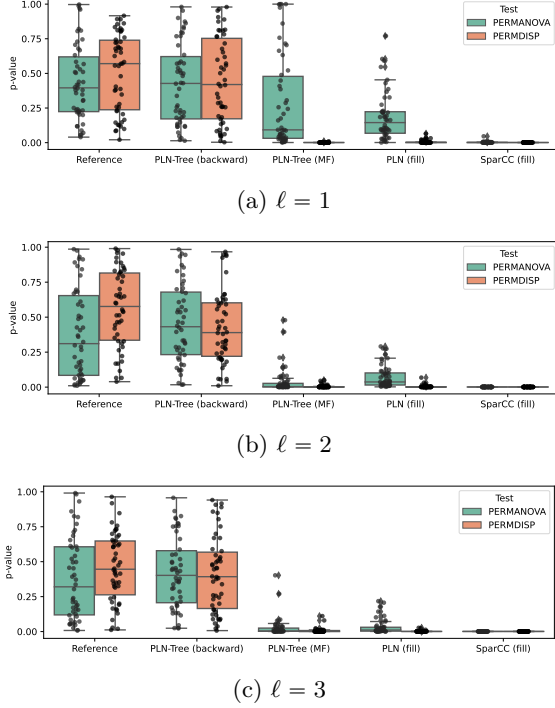 1.00
0.75
0.50
0.25
0.00
p-value
Test
PERMANOVA
PERMDISP
Reference
PLN-Tree (backward)
PLN-Tree (MF)
PLN (fill)
SparCC (fill)
(a) ℓ = 1
1.00
0.75
0.50
0.25
0.00
p-value
Test
PERMANOVA
PERMDISP
Reference
PLN-Tree (backward)
PLN-Tree (MF)
PLN (fill)
SparCC (fill)
(b) ℓ = 2
1.00
0.75
0.50
0.25
0.00
p-value
Test
PERMANOVA
PERMDISP
Reference
PLN-Tree (backward)
PLN-Tree (MF)
PLN (fill)
SparCC (fill)
(c) ℓ = 3